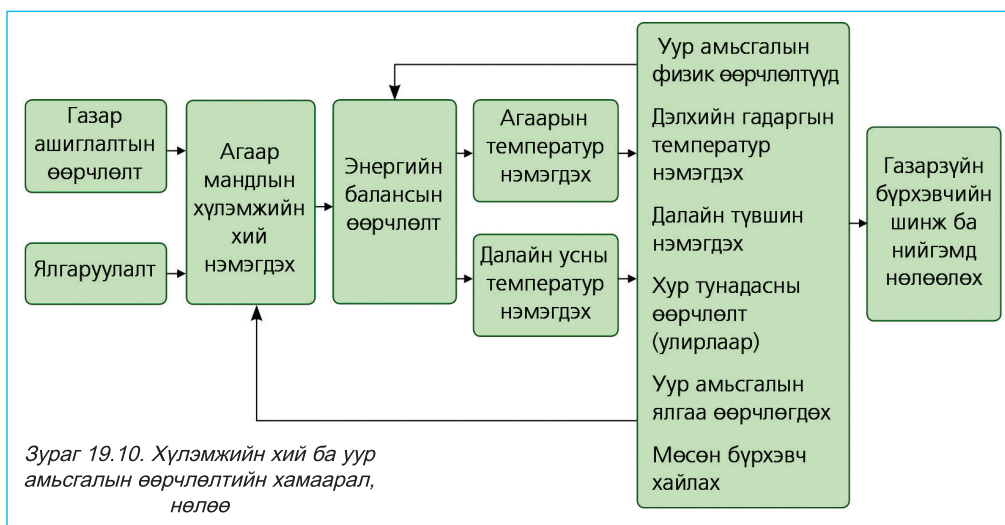 Газар
ашиглалтын
өөрчлөлт
Ялгаруулалт
Агаар
мандлын
хүлэмжийн
хий
нэмэгдэх
Энергийн
балансын
өөрчлөлт
Агаарын
температур
нэмэгдэх
Далайн усны
температур
нэмэгдэх
Уур амьсгалын
физик өөрчлөлтүүд
Дэлхийн гадаргын
температур
нэмэгдэх
Далайн түвшин
нэмэгдэх
Хур тунадасны
өөрчлөлт
(улирлаар)
Уур амьсгалын
ялгаа өөрчлөгдөх
Мөсөн бүрхэвч
хайлах
Газарзүйн
бүрхэвчийн
шинж ба
нийгэмд
нөлөөлөх
Зураг 19.10. Хүлэмжийн хий ба уур
амьсгалын өөрчлөлтийн хамаарал,
нөлөө